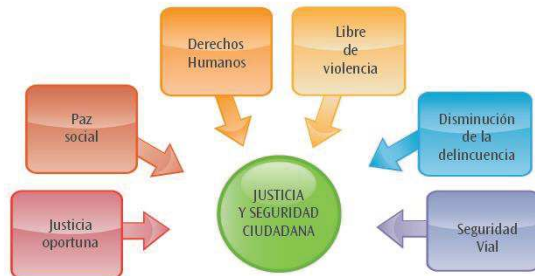 Derechos
Humanos
Libre
de
violencia
Paz
social
Disminución
de la
delincuencia
JUSTICIA
Y SEGURIDAD
CIUDADANA
Justicia
oportuna
Seguridad
Vial